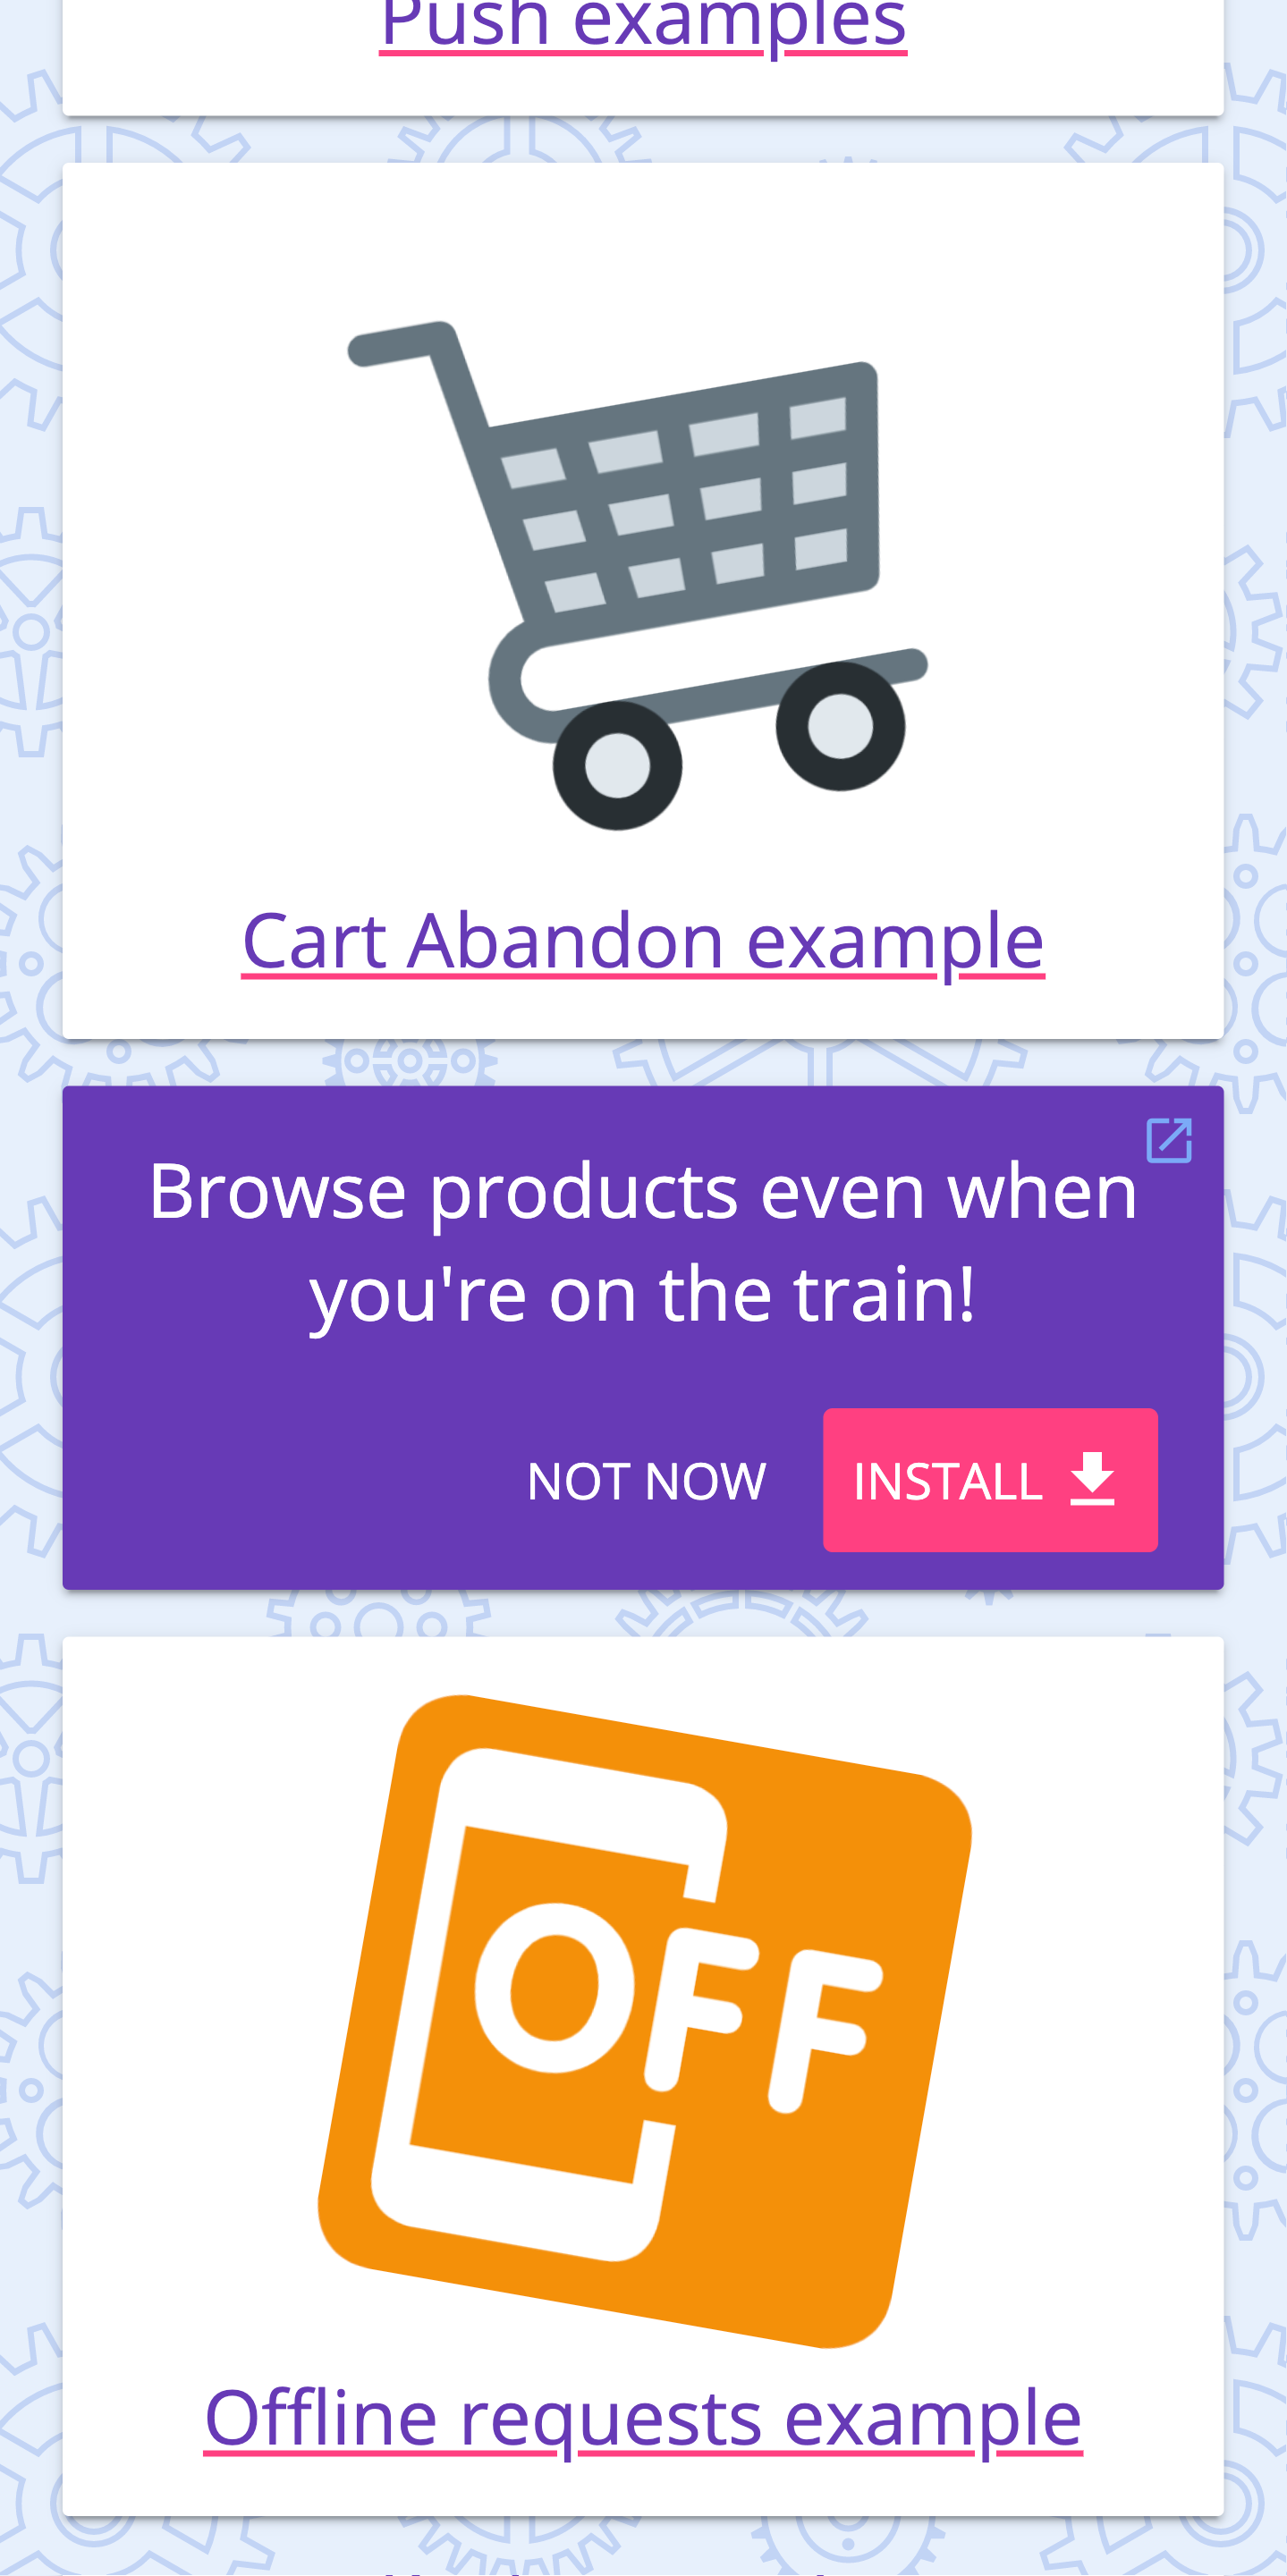 Push examples
Cart Abandon example
Browse products even when
you're on the train!
NOT NOW
INSTALL
OFF
Offline requests example